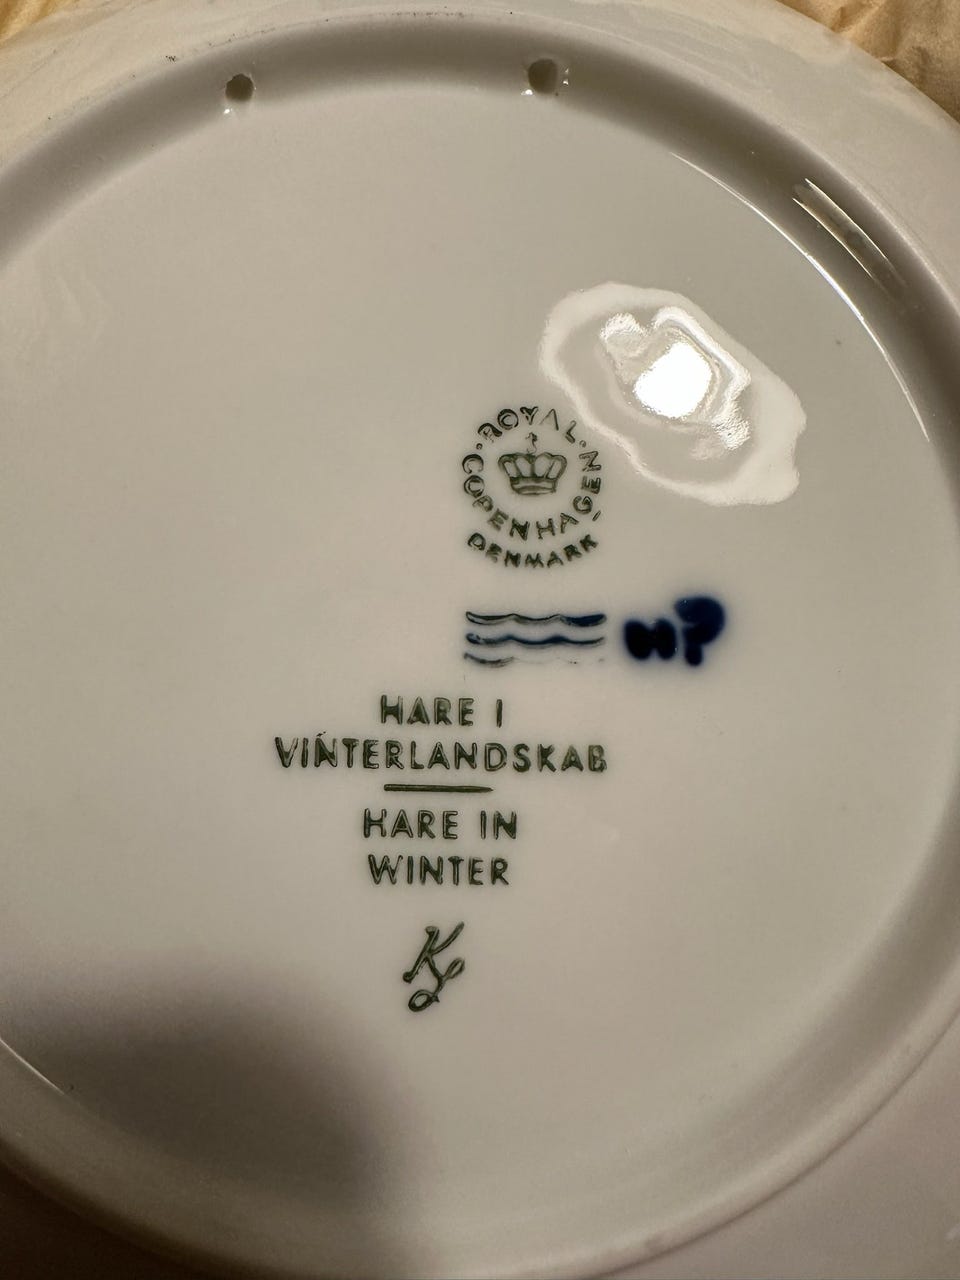 ROYAL
COPENHAGEN
DENMARK
HARE I
VINTERLANDSKAB
HARE IN
WINTER